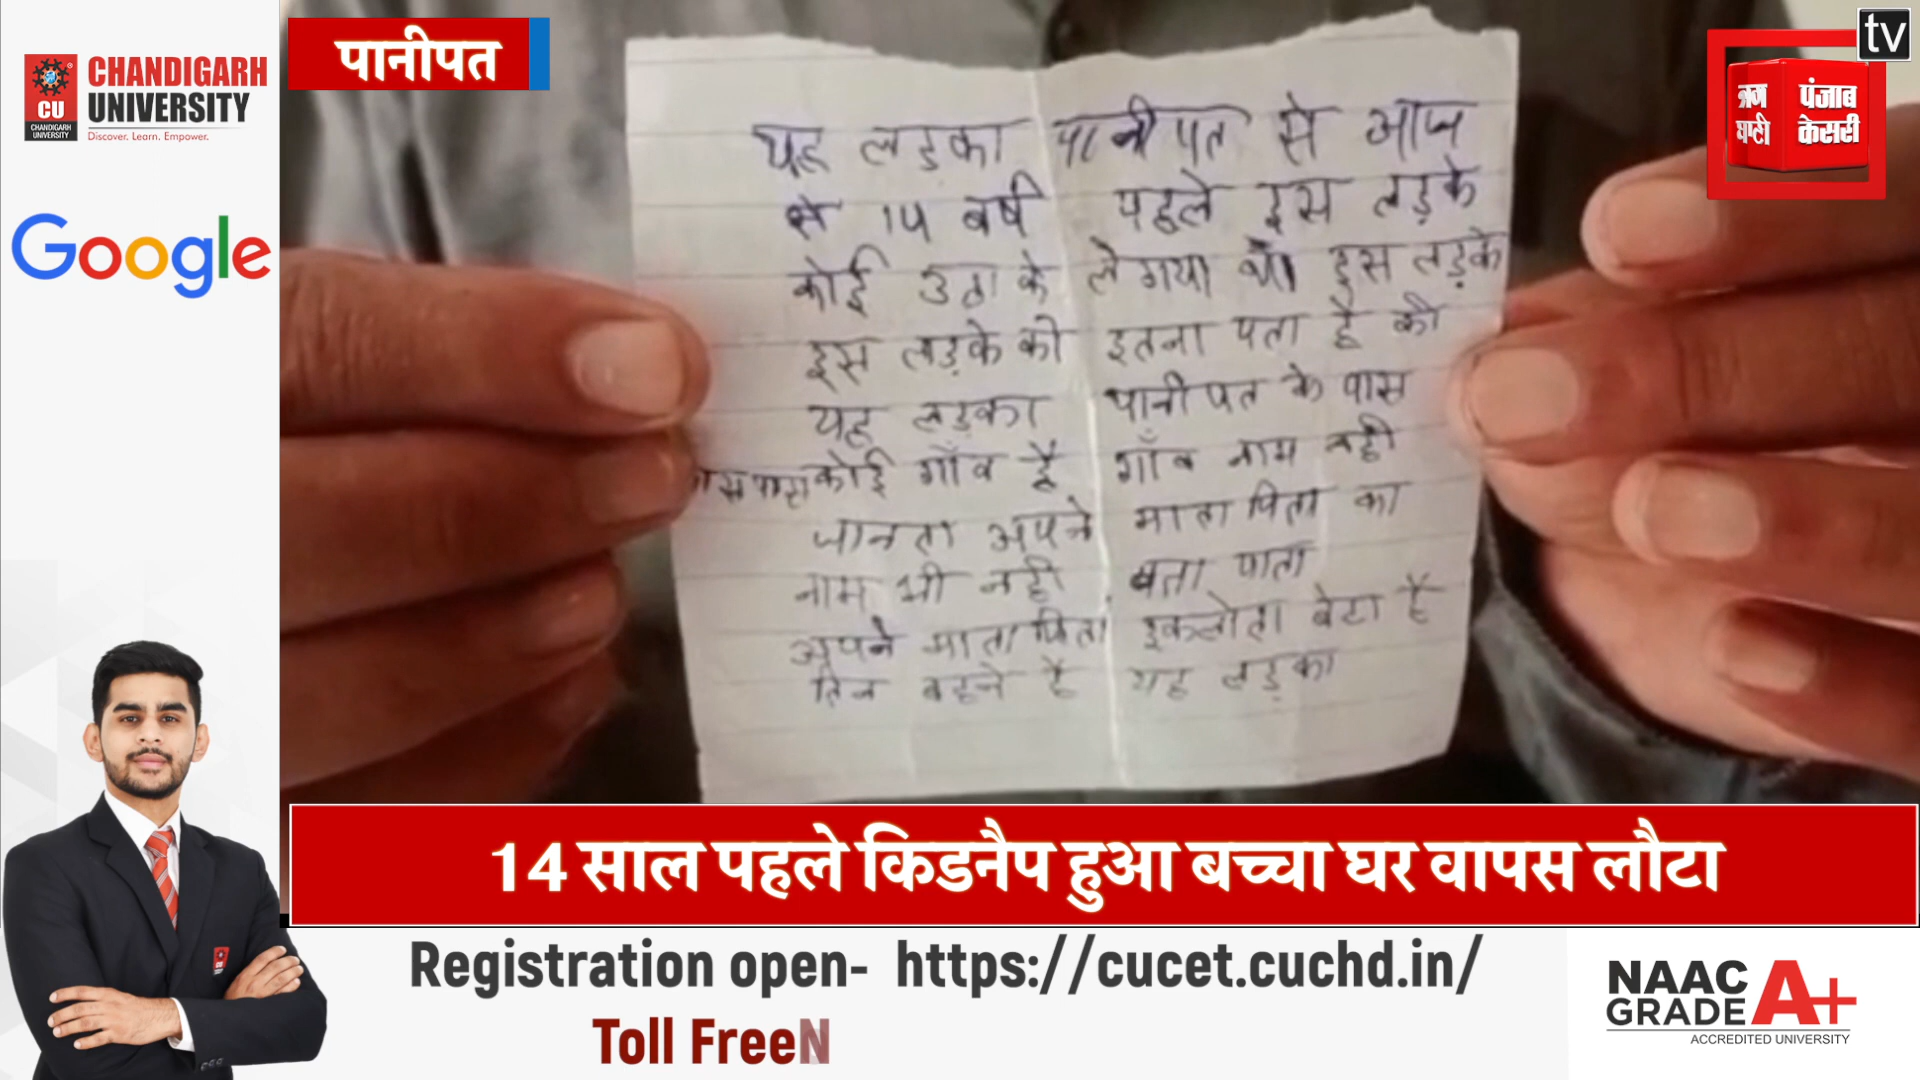 CHANDIGARH
UNIVERSITY
Discover. Learn. Empower.
CU
CHANDIGARH
UNIVERSITY
Google
पानीपत
tv
पंजाब
केसरी
यह लड़का पानीपत से आज
से 14 वर्ष पहले इस लड़के
कोई उठा के ले गया था इस लड़के
इस लड़के को इतना पता है की
यह लड़का पानीपत के पास
आसपास कोई गाँव है गाँव नाम नही
जानता अपने माता पिता का
नाम भी नही बता पाता
अपने माता पिता इकलोता बेटा है
तिन बहने है यह लड़का
14 साल पहले किडनैप हुआ बच्चा घर वापस लौटा
Registration open- https://cucet.cuchd.in/
Toll FreeN
NAAC
GRADE A+
ACCREDITED UNIVERSITY